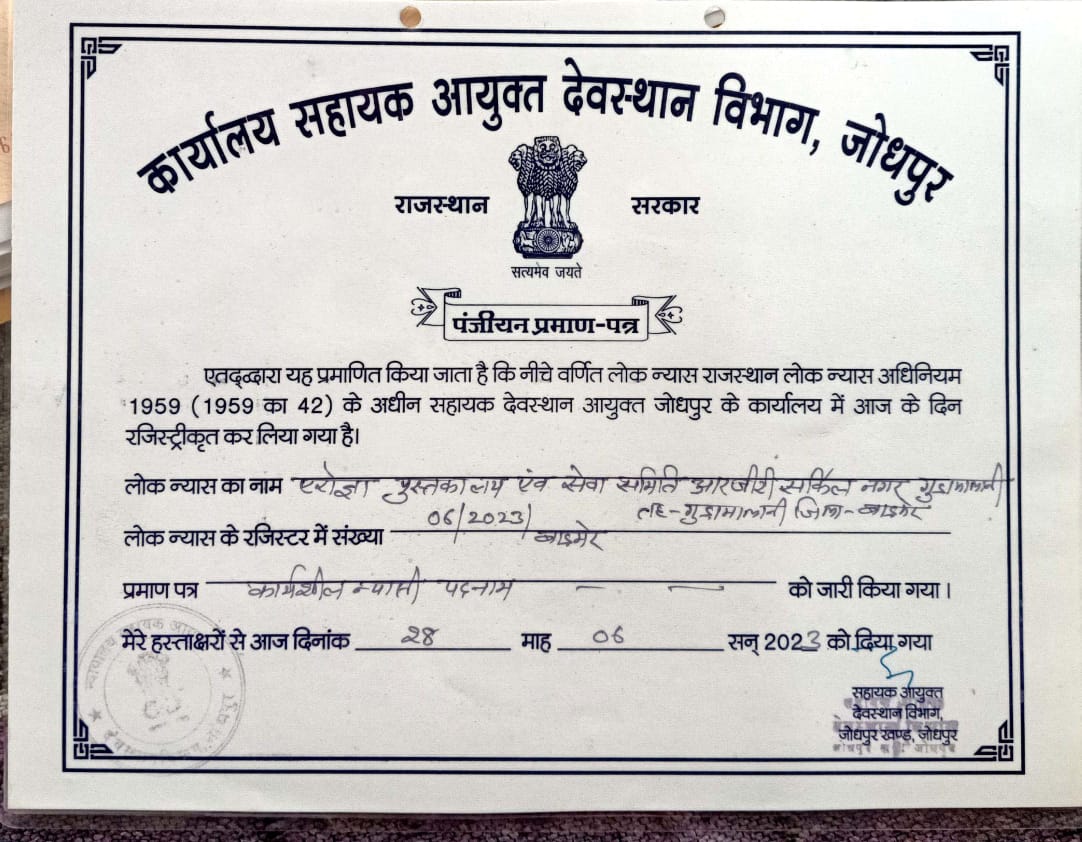 कार्यालय सहायक आयुक्त देवस्थान विभाग, जोधपुर
राजस्थान सरकार
सत्यमेव जयते
पंजीयन प्रमाण-पत्र
एतद्द्वारा यह प्रमाणित किया जाता है कि नीचे वर्णित लोक न्यास राजस्थान लोक न्यास अधिनियम
1959 (1959 का 42) के अधीन सहायक देवस्थान आयुक्त जोधपुर के कार्यालय में आज के दिन
रजिस्ट्रीकृत कर लिया गया है।
लोक न्यास का नाम पुस्तकालय एंव सेवा समिति आरजीटी सर्किल नगर गुडामालानी
तह-गुडामालानी जिला-बाडमेर
लोक न्यास के रजिस्टर में संख्या 06/2023/बाडमेर
प्रमाण पत्र कार्यशील न्यासी पदनाम को जारी किया गया।
मेरे हस्ताक्षरों से आज दिनांक 28 माह 06 सन् 2023 को दिया गया
सहायक आयुक्त
देवस्थान विभाग,
जोधपुर खण्ड, जोधपुर